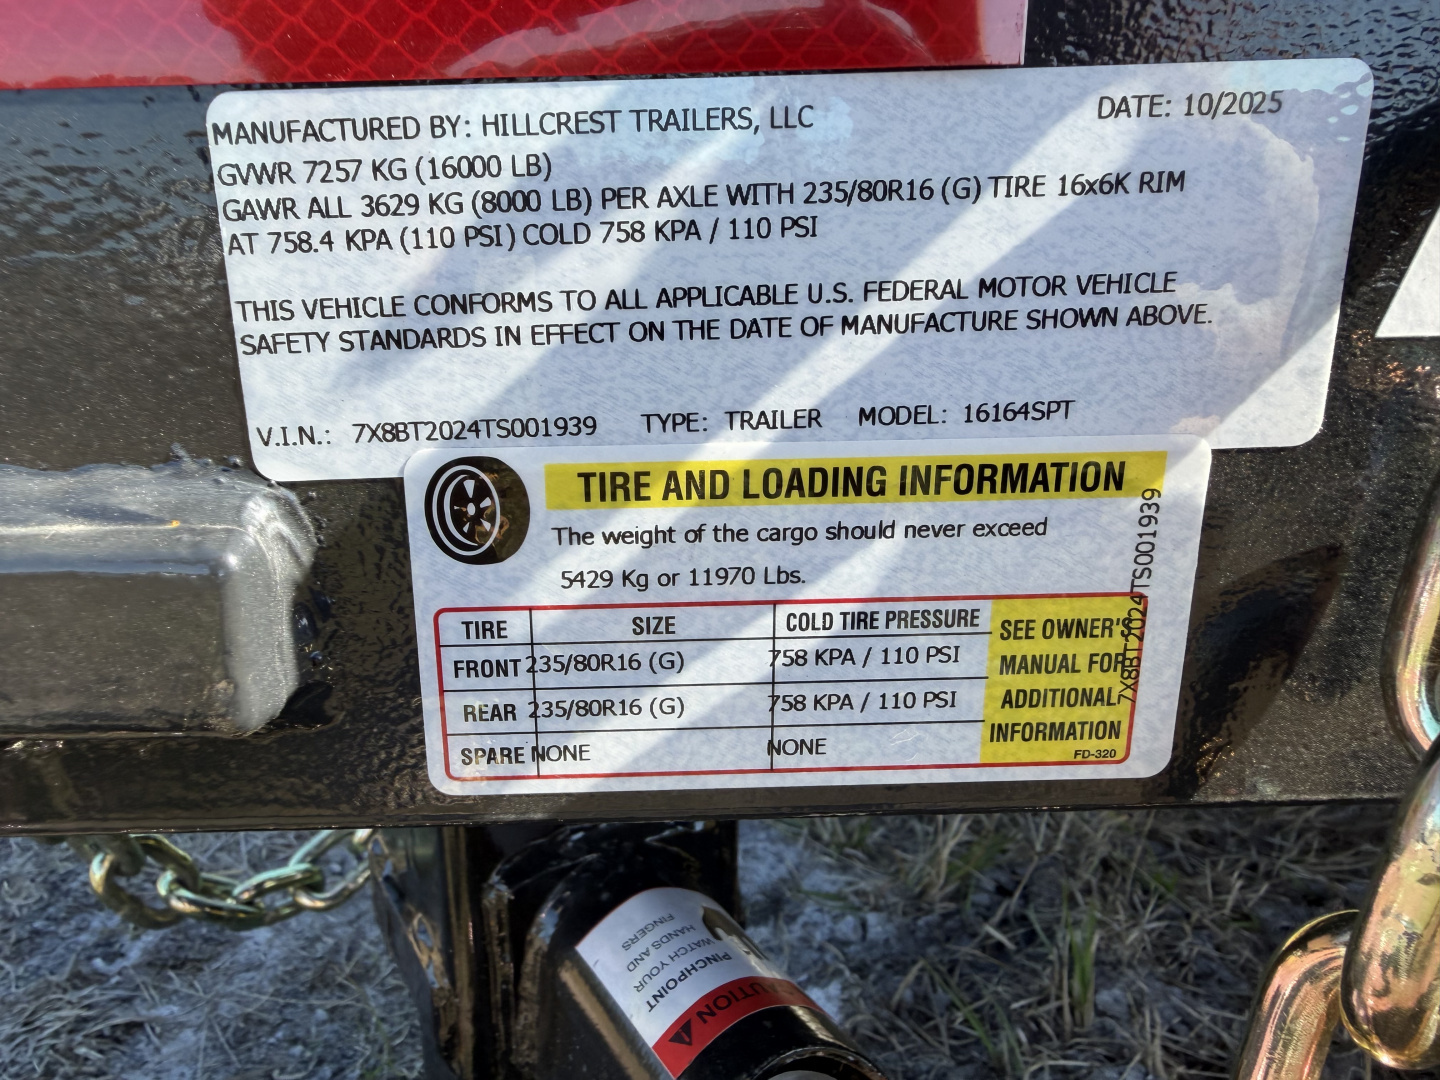 MANUFACTURED BY: HILLCREST TRAILERS, LLC DATE: 10/2025
GVWR 7257 KG (16000 LB)
GAWR ALL 3629 KG (8000 LB) PER AXLE WITH 235/80R16 (G) TIRE 16x6K RIM
AT 758.4 KPA (110 PSI) COLD 758 KPA / 110 PSI
THIS VEHICLE CONFORMS TO ALL APPLICABLE U.S. FEDERAL MOTOR VEHICLE
SAFETY STANDARDS IN EFFECT ON THE DATE OF MANUFACTURE SHOWN ABOVE.
V.I.N.: 7X8BT2024TS001939 TYPE: TRAILER MODEL: 16164SPT
TIRE AND LOADING INFORMATION
The weight of the cargo should never exceed
5429 Kg or 11970 Lbs.
TIRE SIZE COLD TIRE PRESSURE
FRONT 235/80R16 (G) 758 KPA / 110 PSI
REAR 235/80R16 (G) 758 KPA / 110 PSI
SPARE NONE NONE
SEE OWNER'S
MANUAL FOR
ADDITIONAL
INFORMATION
FD-320
7X8BT2024TS001939
CAUTION
PINCHPOINT
WATCH YOUR
HANDS AND
FINGERS